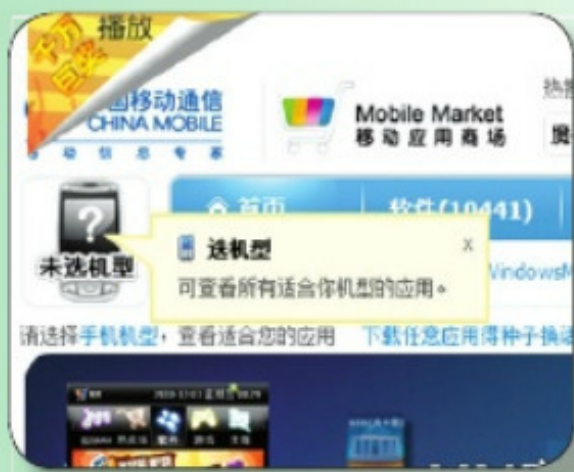 播放
千万
巨奖
国移动通信
CHINA MOBILE
移动信息专家
Mobile Market
移动应用商场
热
首页
软件(10441)
?
未选机型
选机型
x
可查看所有适合你机型的应用。
WindowsM
请选择手机机型，查看适合您的应用
下载任意应用得种子换话